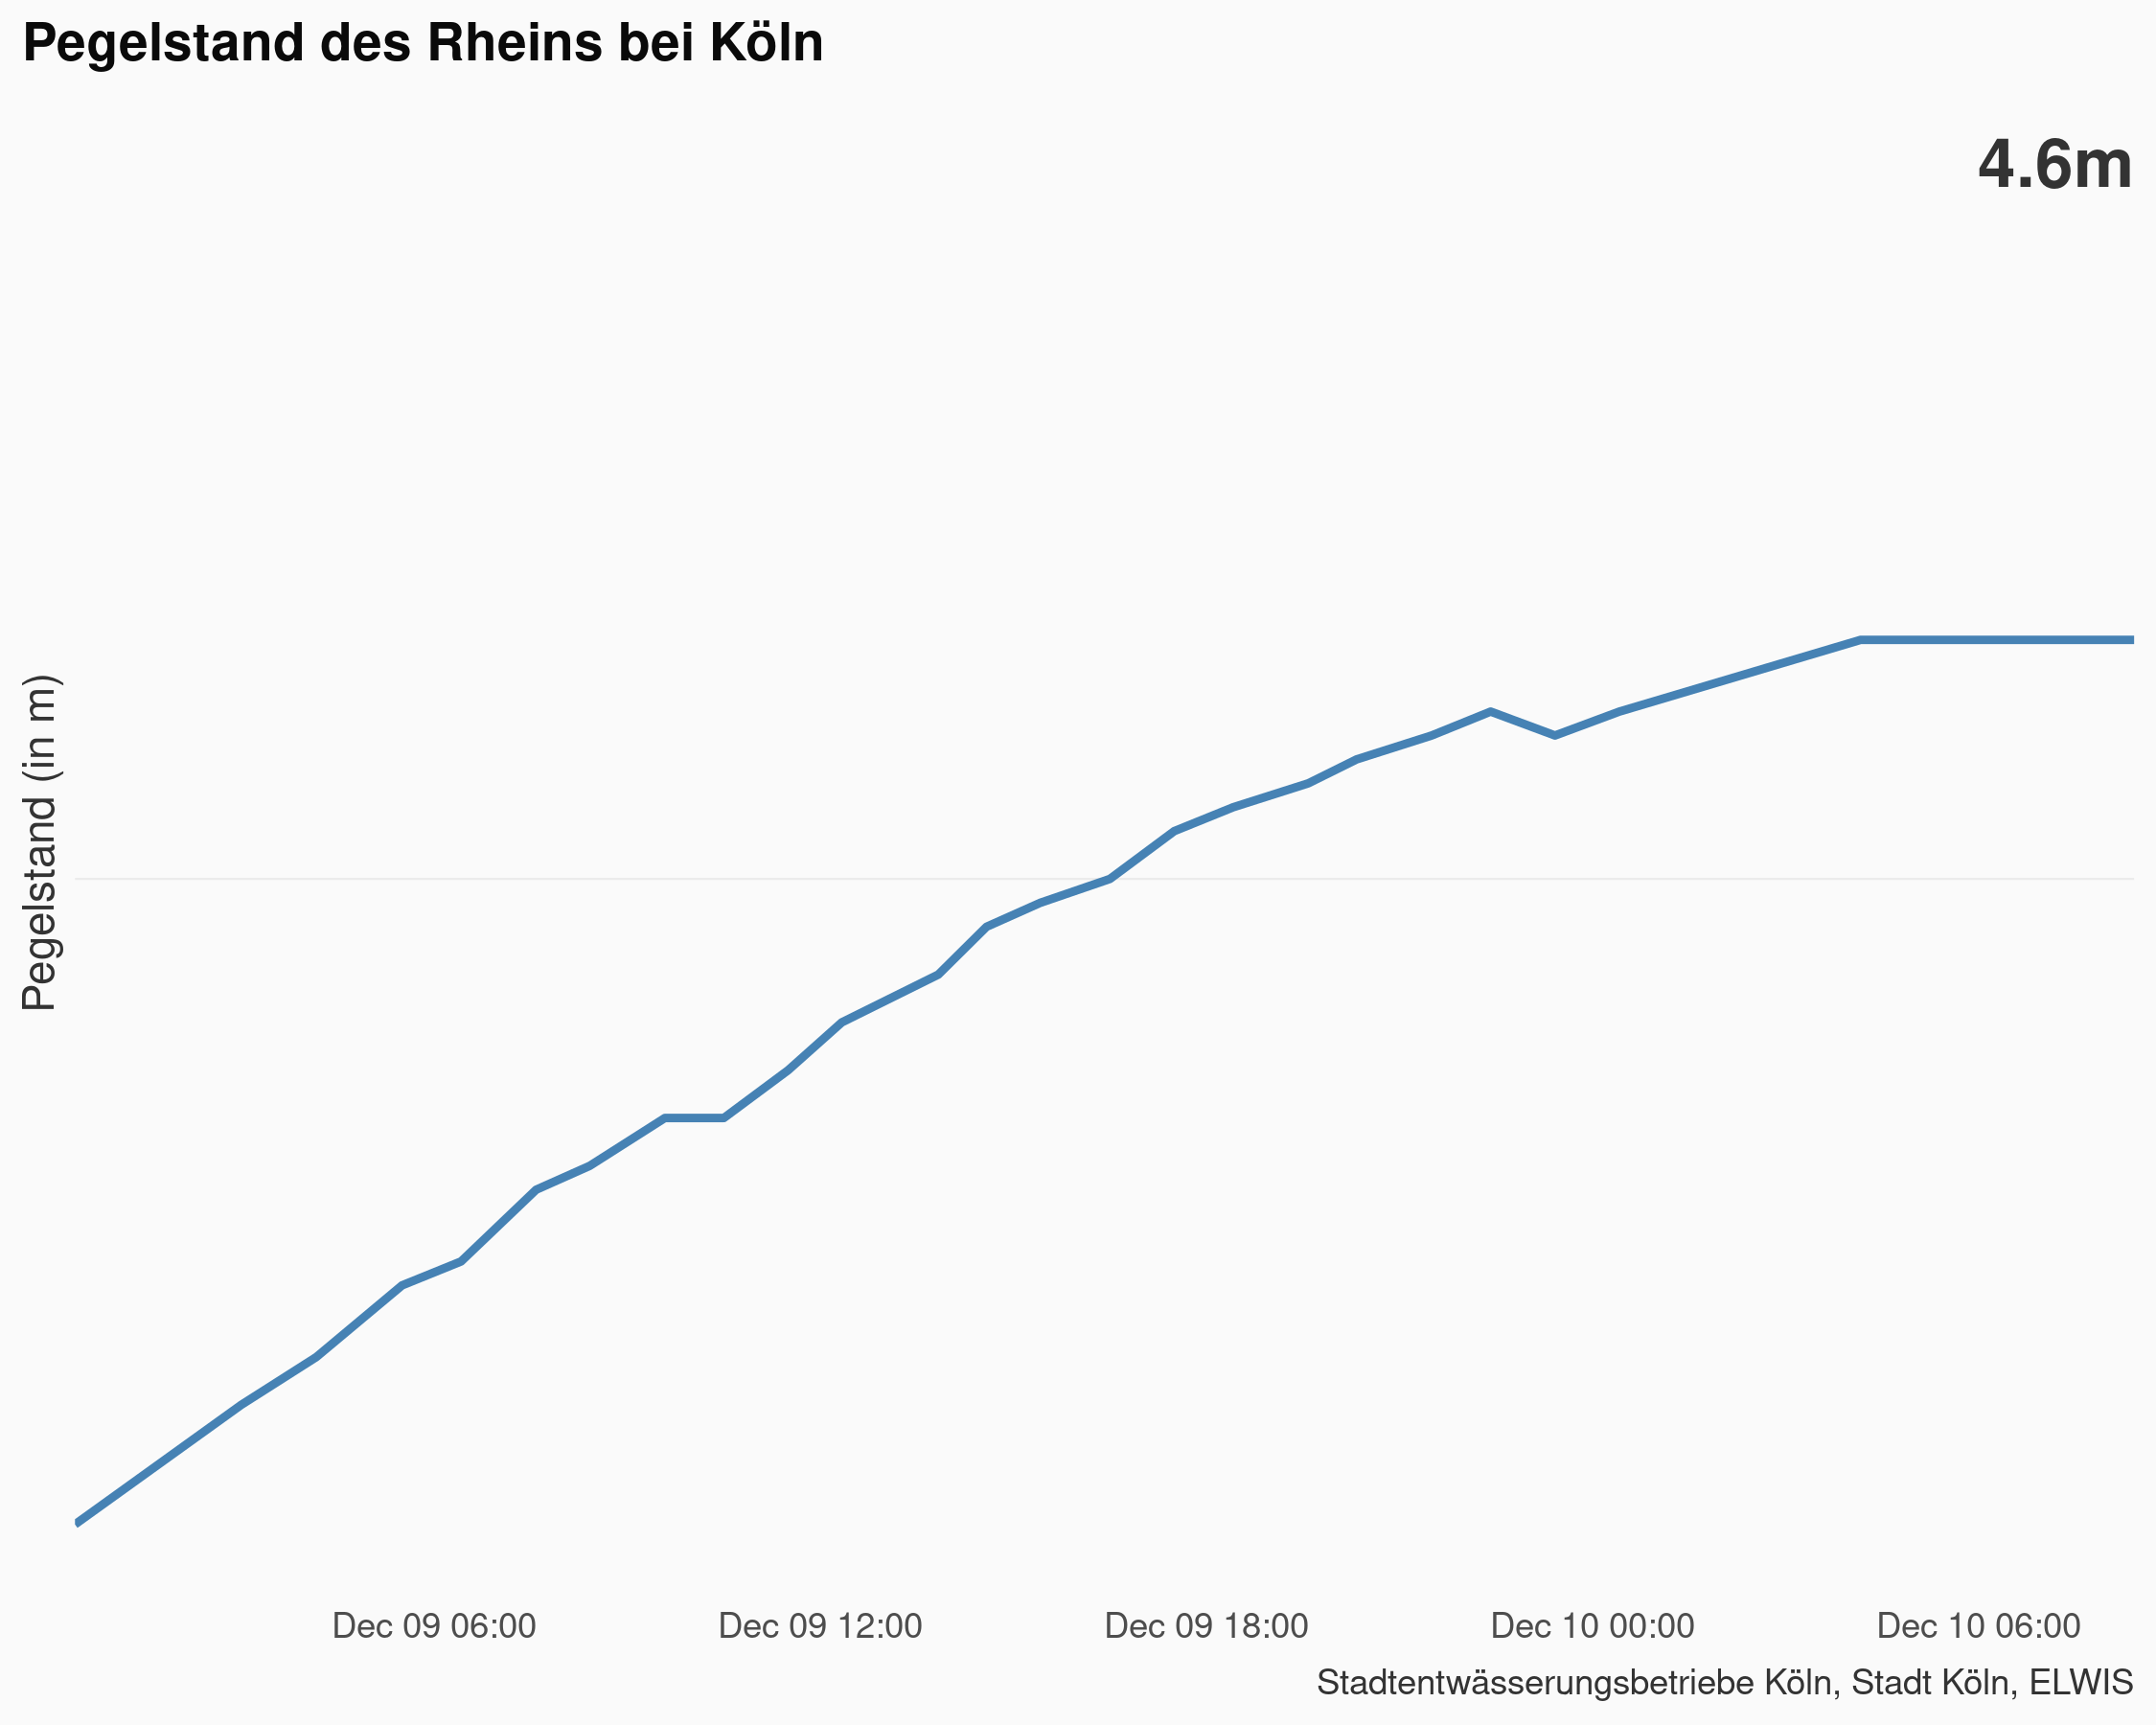 Pegelstand des Rheins bei Köln
4.6m
Pegelstand (in m)
Dec 09 06:00
Dec 09 12:00
Dec 09 18:00
Dec 10 00:00
Dec 10 06:00
Stadtentwässerungsbetriebe Köln, Stadt Köln, ELWIS